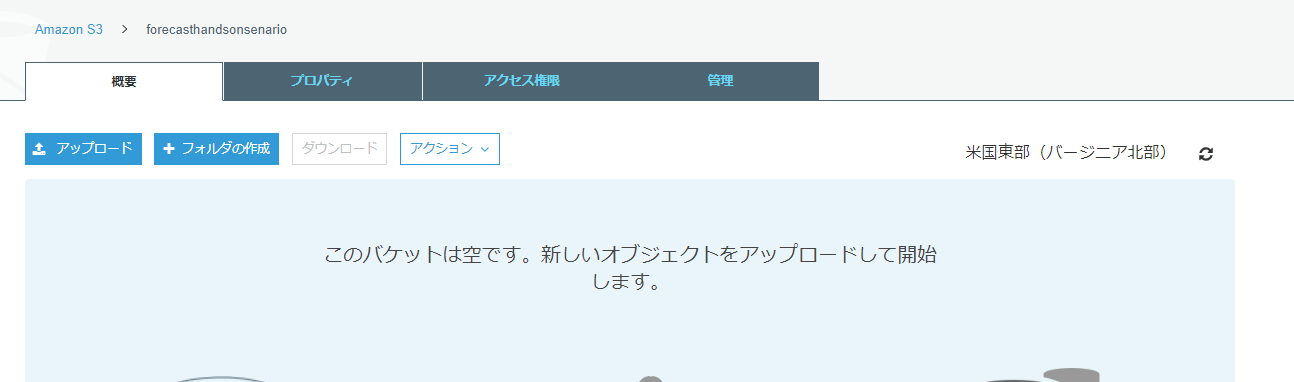 Amazon S3 > forecasthandsonsenario
概要 プロパティ アクセス権限 管理
アップロード フォルダの作成 ダウンロード アクション
米国東部（バージニア北部）
このバケットは空です。新しいオブジェクトをアップロードして開始
します。